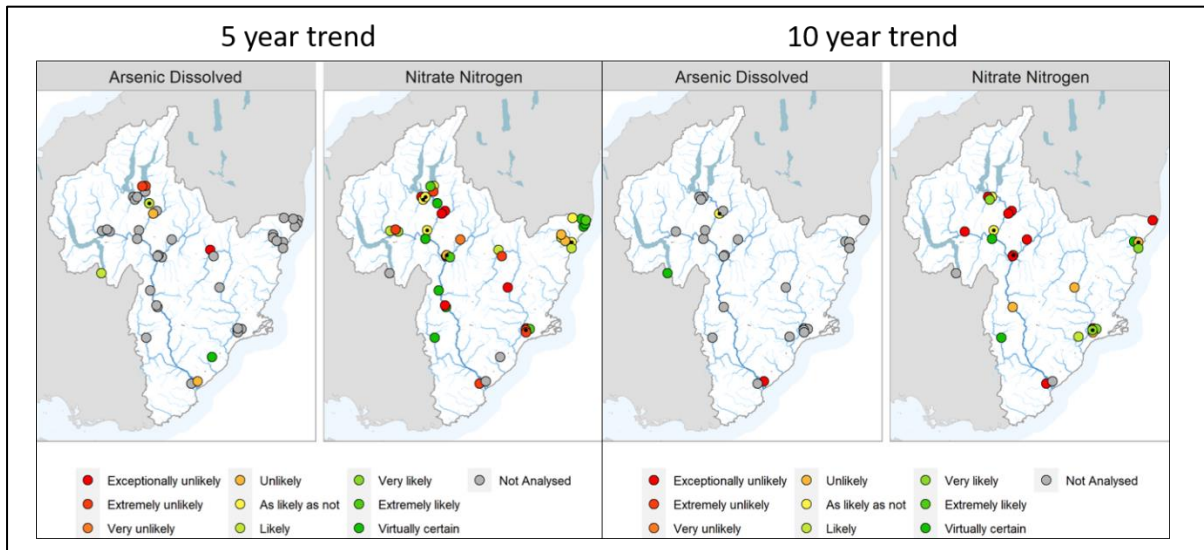 5 year trend
10 year trend
Arsenic Dissolved
Nitrate Nitrogen
Arsenic Dissolved
Nitrate Nitrogen
Exceptionally unlikely
Unlikely
Very likely
Not Analysed
Extremely unlikely
As likely as not
Extremely likely
Very unlikely
Likely
Virtually certain
Exceptionally unlikely
Unlikely
Very likely
Not Analysed
Extremely unlikely
As likely as not
Extremely likely
Very unlikely
Likely
Virtually certain